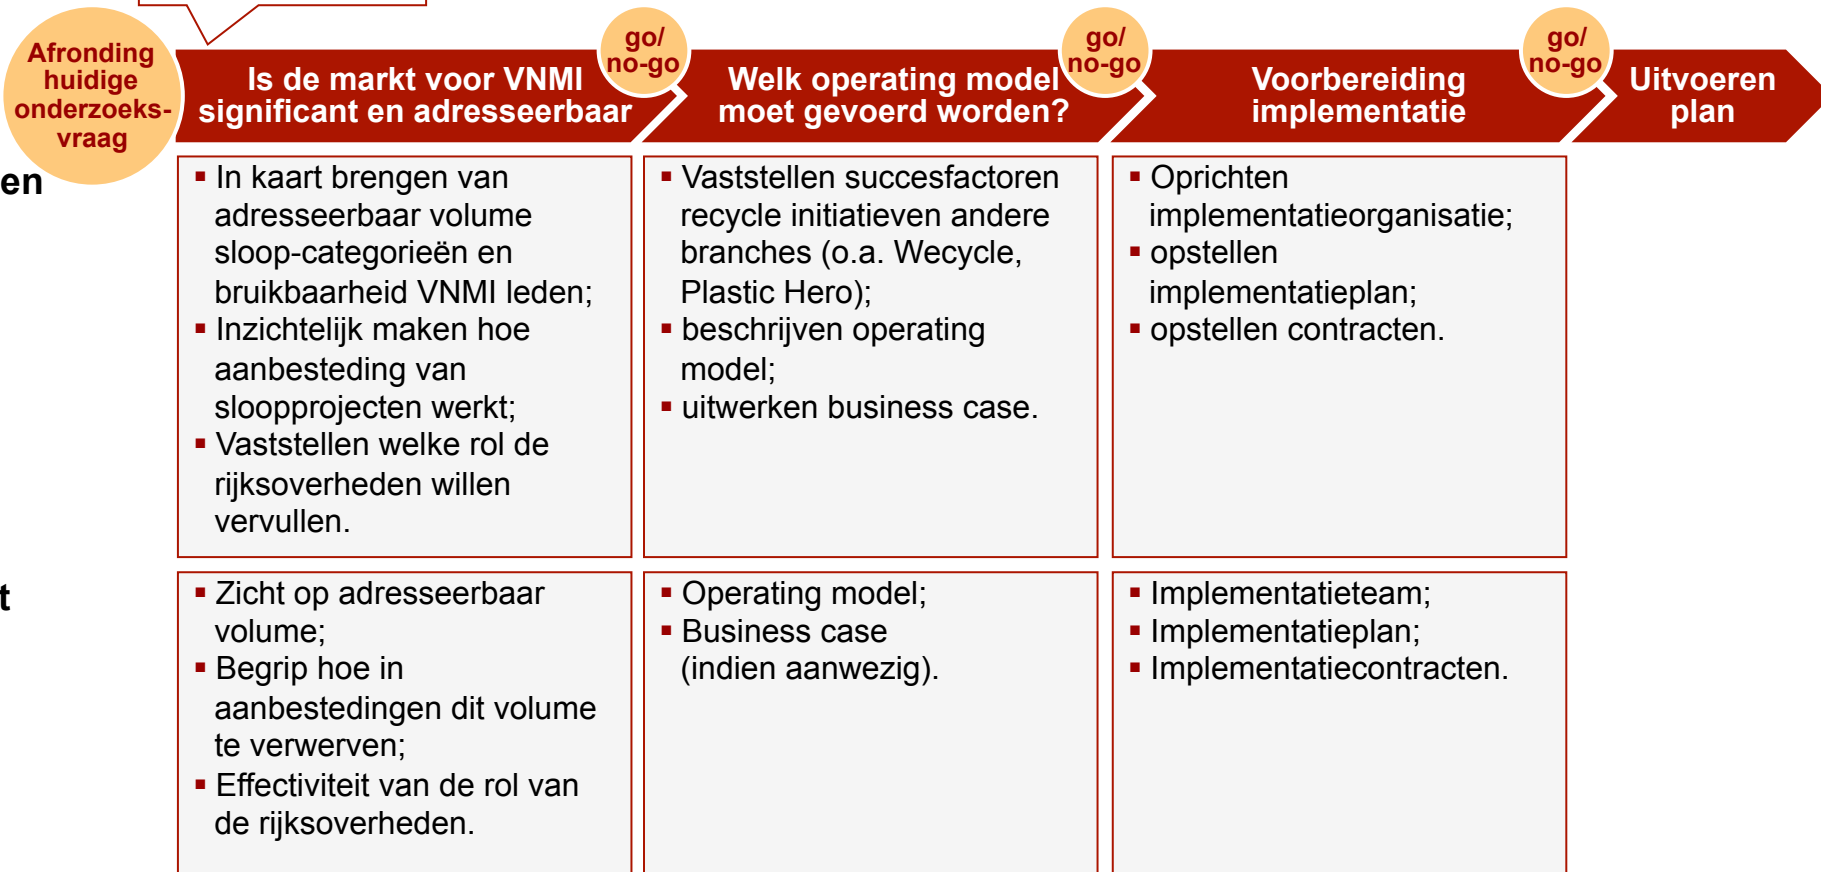 Afronding
huidige
onderzoeks-
vraag
Is de markt voor VNMI
significant en adresseerbaar
go/
no-go
Welk operating model
moet gevoerd worden?
go/
no-go
Voorbereiding
implementatie
go/
no-go
Uitvoeren
plan
en
▪ In kaart brengen van
adresseerbaar volume
sloop-categorieën en
bruikbaarheid VNMI leden;
▪ Inzichtelijk maken hoe
aanbesteding van
sloopprojecten werkt;
▪ Vaststellen welke rol de
rijksoverheden willen
vervullen.
▪ Vaststellen succesfactoren
recycle initiatieven andere
branches (o.a. Wecycle,
Plastic Hero);
▪ beschrijven operating
model;
▪ uitwerken business case.
▪ Oprichten
implementatieorganisatie;
▪ opstellen
implementatieplan;
▪ opstellen contracten.
t
▪ Zicht op adresseerbaar
volume;
▪ Begrip hoe in
aanbestedingen dit volume
te verwerven;
▪ Effectiviteit van de rol van
de rijksoverheden.
▪ Operating model;
▪ Business case
(indien aanwezig).
▪ Implementatieteam;
▪ Implementatieplan;
▪ Implementatiecontracten.